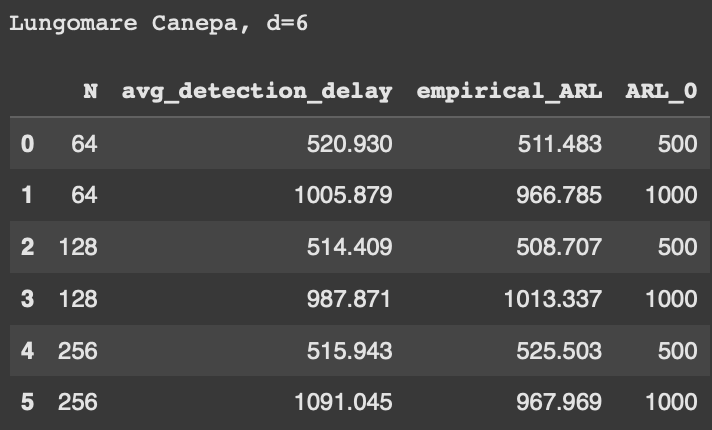 Lungomare Canepa, d=6
N avg_detection_delay empirical_ARL ARL_0
0 64 520.930 511.483 500
1 64 1005.879 966.785 1000
2 128 514.409 508.707 500
3 128 987.871 1013.337 1000
4 256 515.943 525.503 500
5 256 1091.045 967.969 1000